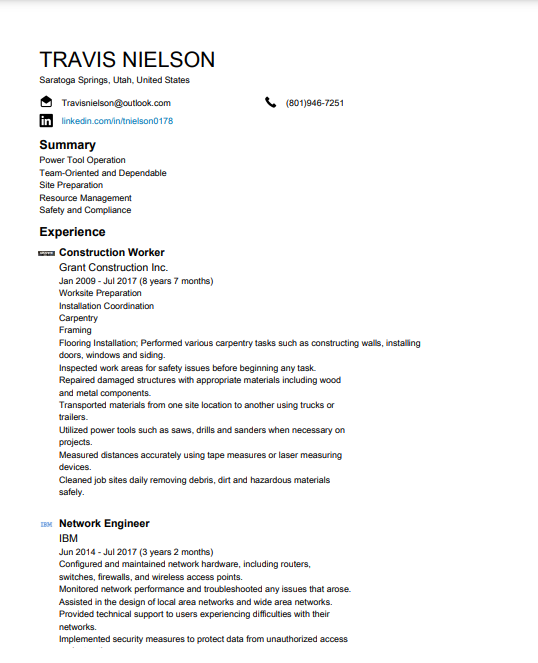 TRAVIS NIELSON
Saratoga Springs, Utah, United States
Travisnielson@outlook.com
(801)946-7251
in
linkedin.com/in/tnielson0178
Summary
Power Tool Operation
Team-Oriented and Dependable
Site Preparation
Resource Management
Safety and Compliance
Experience
Construction Worker
Grant Construction Inc.
Jan 2009 - Jul 2017 (8 years 7 months)
Worksite Preparation
Installation Coordination
Carpentry
Framing
Flooring Installation; Performed various carpentry tasks such as constructing walls, installing
doors, windows and siding.
Inspected work areas for safety issues before beginning any task.
Repaired damaged structures with appropriate materials including wood
and metal components.
Transported materials from one site location to another using trucks or
trailers.
Utilized power tools such as saws, drills and sanders when necessary on
projects.
Measured distances accurately using tape measures or laser measuring
devices.
Cleaned job sites daily removing debris, dirt and hazardous materials
safely.
IBM
Network Engineer
IBM
Jun 2014 - Jul 2017 (3 years 2 months)
Configured and maintained network hardware, including routers,
switches, firewalls, and wireless access points.
Monitored network performance and troubleshooted any issues that arose.
Assisted in the design of local area networks and wide area networks.
Provided technical support to users experiencing difficulties with their
networks.
Implemented security measures to protect data from unauthorized access